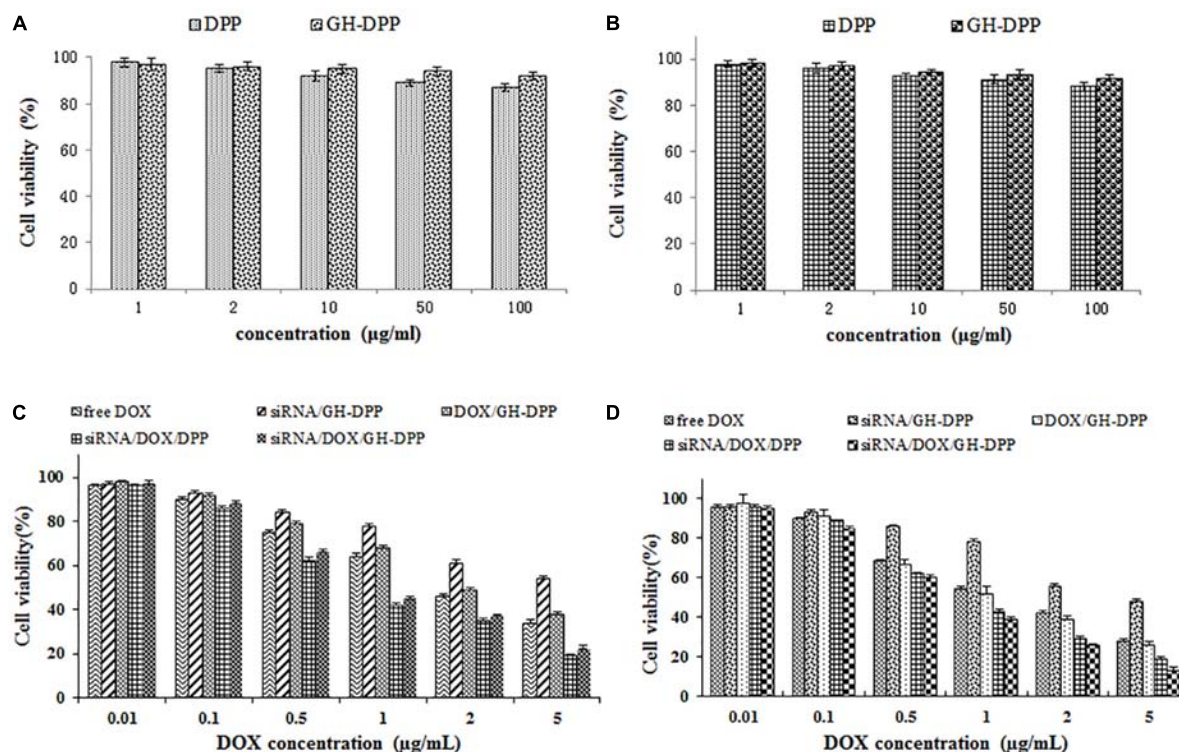 A
DPP GH-DPP
100
80
60
40
20
0
Cell viability (%)
1 2 10 50 100
concentration (µg/ml)
B
DPP GH-DPP
100
80
60
40
20
0
Cell viability (%)
1 2 10 50 100
concentration (µg/ml)
C
free DOX siRNA/GH-DPP DOX/GH-DPP
siRNA/DOX/DPP siRNA/DOX/GH-DPP
100
80
60
40
20
0
Cell viability(%)
0.01 0.1 0.5 1 2 5
DOX concentration (µg/mL)
D
free DOX siRNA/GH-DPP DOX/GH-DPP
siRNA/DOX/DPP siRNA/DOX/GH-DPP
100
80
60
40
20
0
Cell viability(%)
0.01 0.1 0.5 1 2 5
DOX concentration (µg/mL)